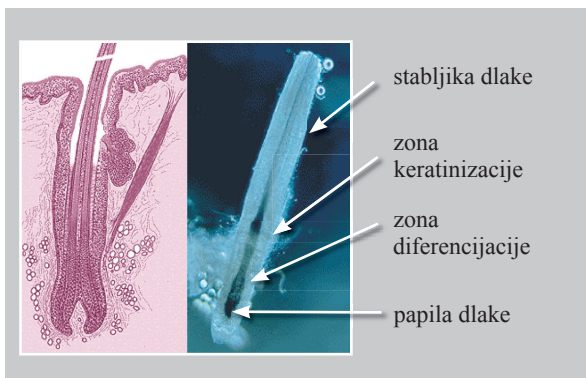 stabljika dlake
zona
keratinizacije
zona
diferencijacije
papila dlake